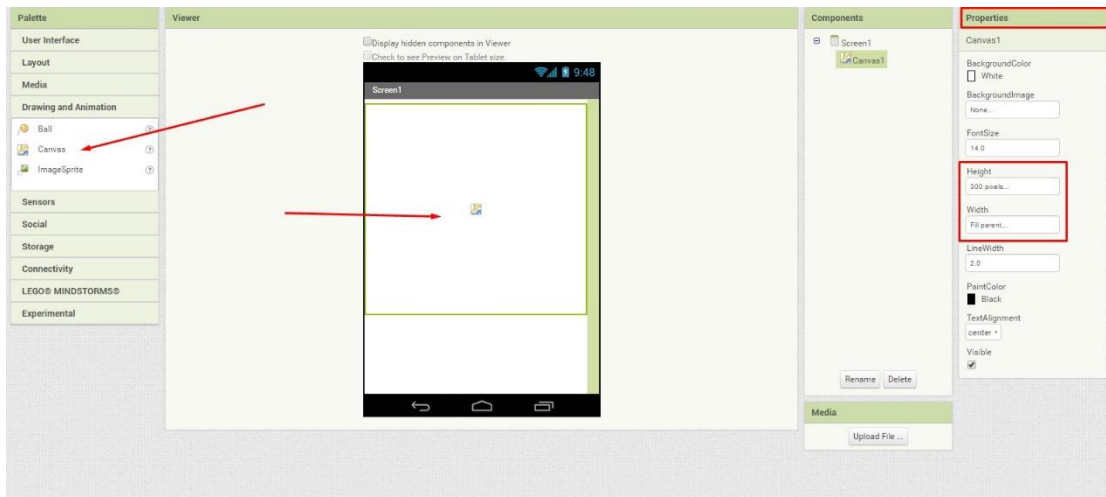 Palette
User Interface
Layout
Media
Drawing and Animation
Ball ?
Canvas ?
ImageSprite ?
Sensors
Social
Storage
Connectivity
LEGO® MINDSTORMS®
Experimental
Viewer
Display hidden components in Viewer
Check to see Preview on Tablet size.
9:48
Screen1
Components
Screen1
Canvas1
Rename Delete
Media
Upload File ...
Properties
Canvas1
BackgroundColor
White
BackgroundImage
None...
FontSize
14.0
Height
300 pixels...
Width
Fill parent...
LineWidth
2.0
PaintColor
Black
TextAlignment
center
Visible